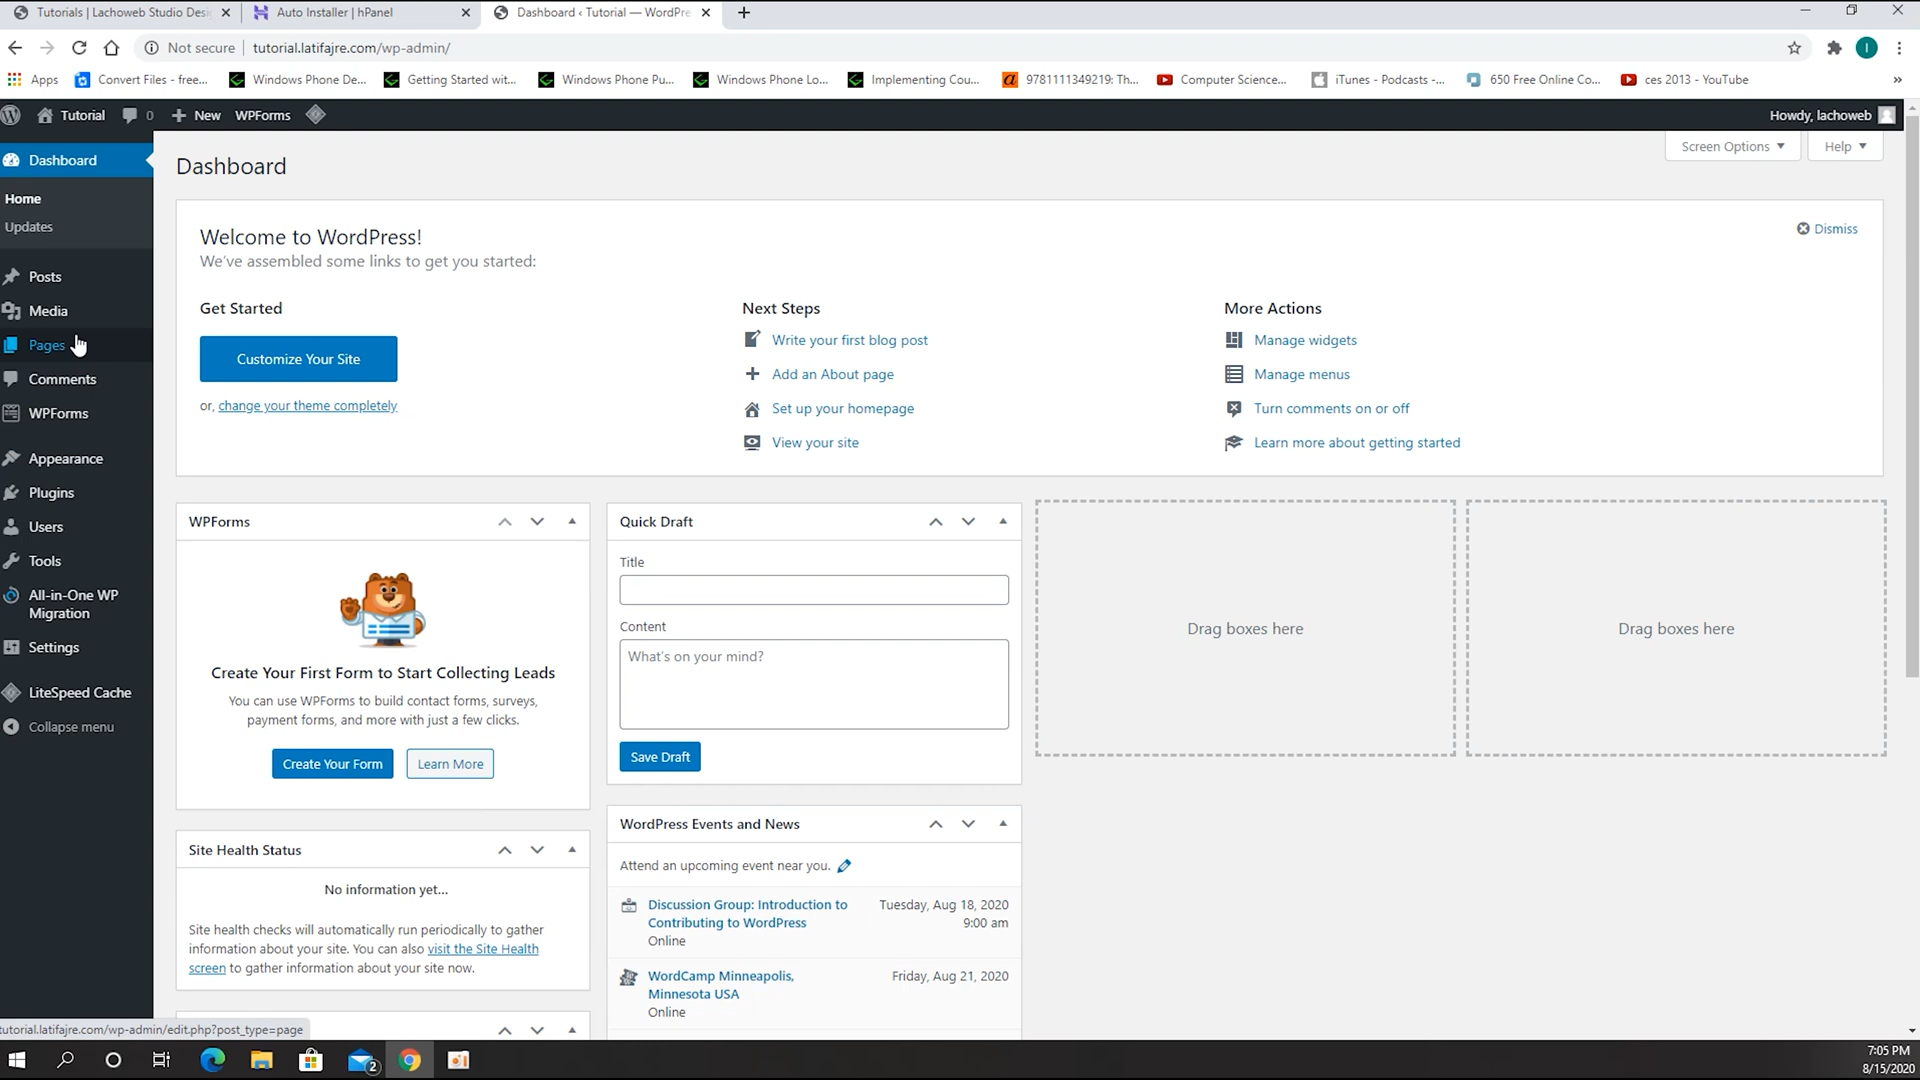 Tutorials | Lachoweb Studio Desi
Auto Installer | hPanel
Dashboard ‹ Tutorial — WordPre
Not secure
tutorial.latifajre.com/wp-admin/
Apps
Convert Files - free...
Windows Phone De...
Getting Started wit...
Windows Phone Pu...
Windows Phone Lo...
Implementing Cou...
9781111349219: Th...
Computer Science...
iTunes - Podcasts -...
650 Free Online Co...
ces 2013 - YouTube
»
Tutorial
0
New
WPForms
Howdy, lachoweb
Dashboard
Home
Updates
Posts
Media
Pages
Comments
WPForms
Appearance
Plugins
Users
Tools
All-in-One WP
Migration
Settings
LiteSpeed Cache
Collapse menu
Dashboard
Screen Options
Help
Welcome to WordPress!
We've assembled some links to get you started:
Dismiss
Get Started
Customize Your Site
or, change your theme completely
Next Steps
Write your first blog post
Add an About page
Set up your homepage
View your site
More Actions
Manage widgets
Manage menus
Turn comments on or off
Learn more about getting started
WPForms
Create Your First Form to Start Collecting Leads
You can use WPForms to build contact forms, surveys,
payment forms, and more with just a few clicks.
Create Your Form
Learn More
Site Health Status
No information yet...
Site health checks will automatically run periodically to gather
information about your site. You can also visit the Site Health
screen to gather information about your site now.
Quick Draft
Title
Content
What's on your mind?
Save Draft
WordPress Events and News
Attend an upcoming event near you.
Discussion Group: Introduction to
Contributing to WordPress
Online
Tuesday, Aug 18, 2020
9:00 am
WordCamp Minneapolis,
Minnesota USA
Online
Friday, Aug 21, 2020
Drag boxes here
Drag boxes here
tutorial.latifajre.com/wp-admin/edit.php?post_type=page
2
7:05 PM
8/15/2020